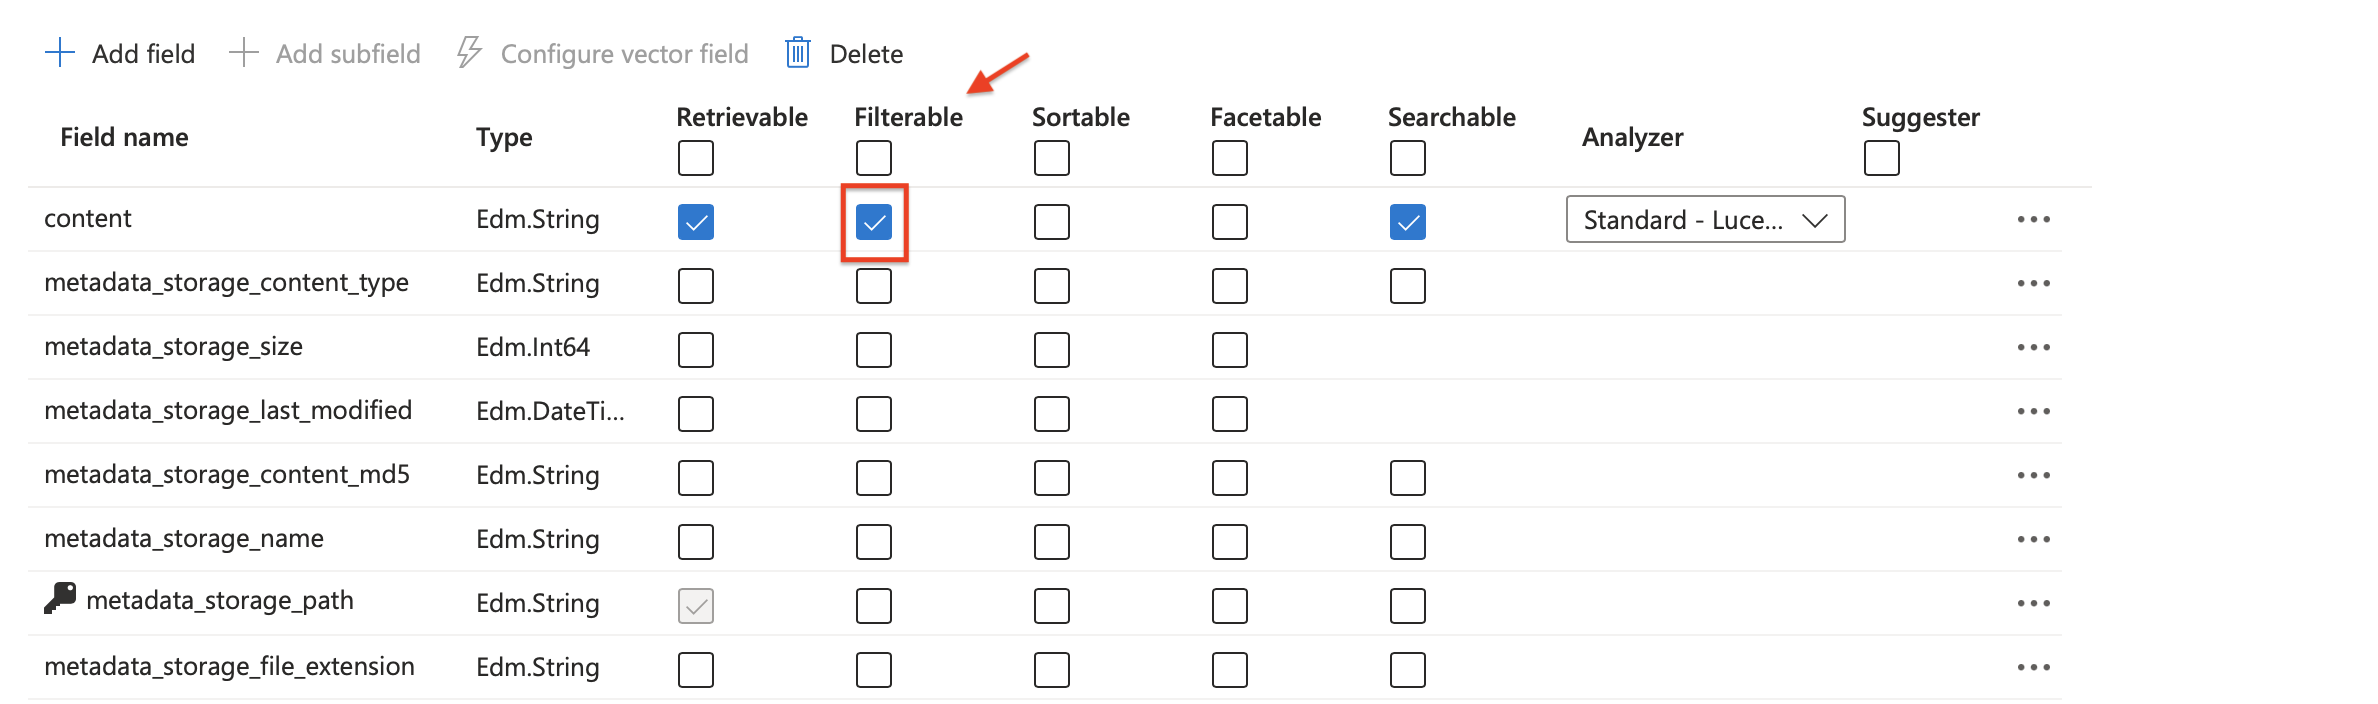 Add field Add subfield Configure vector field Delete
Field name Type Retrievable Filterable Sortable Facetable Searchable Analyzer Suggester
content Edm.String Standard - Luce...
metadata_storage_content_type Edm.String
metadata_storage_size Edm.Int64
metadata_storage_last_modified Edm.DateTi...
metadata_storage_content_md5 Edm.String
metadata_storage_name Edm.String
metadata_storage_path Edm.String
metadata_storage_file_extension Edm.String